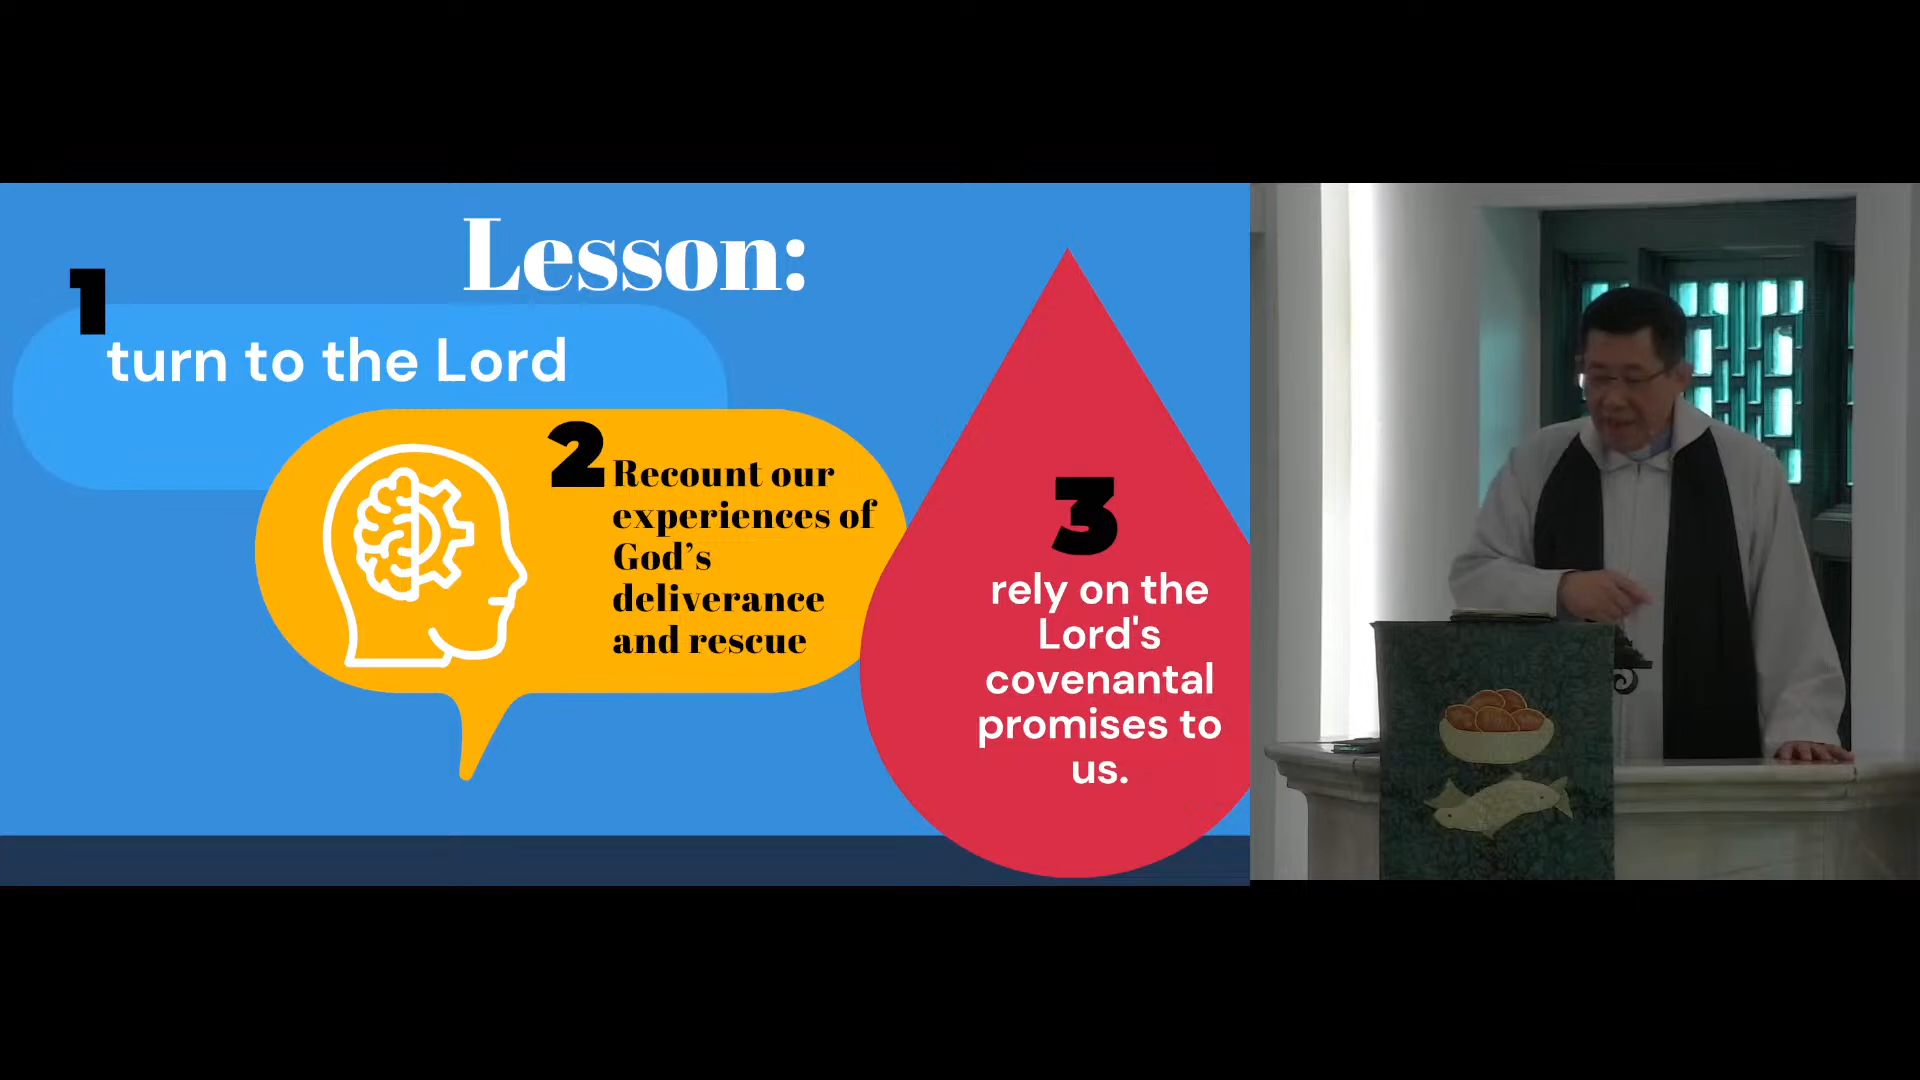 Lesson:
1
turn to the Lord
2
Recount our
experiences of
God’s
deliverance
and rescue
3
rely on the
Lord's
covenantal
promises to
us.